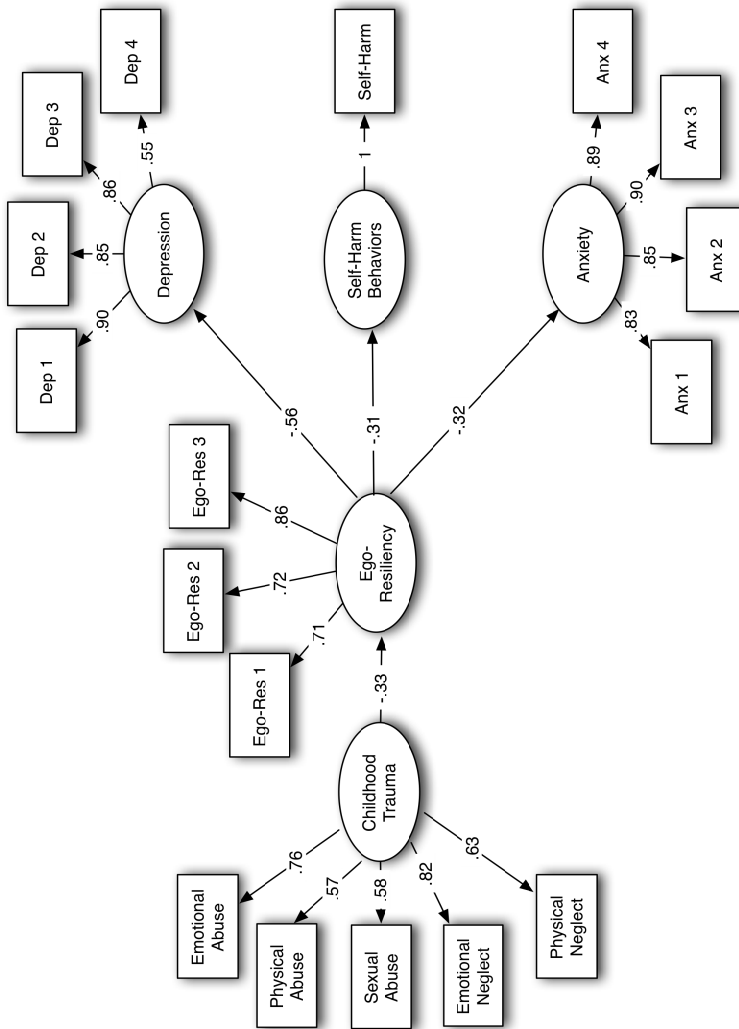 Dep 1
Dep 2
Dep 3
Dep 4
.90
.85
.86
.55
Depression
Self-Harm
1
Self-Harm
Behaviors
Anx 4
Anx 3
Anx 2
Anx 1
.89
.90
.85
.83
Anxiety
-.56
-.31
-.32
Ego-Res 1
Ego-Res 2
Ego-Res 3
.71
.72
.86
Ego-
Resiliency
-.33
Childhood
Trauma
.76
.57
.58
.82
.63
Emotional
Abuse
Physical
Abuse
Sexual
Abuse
Emotional
Neglect
Physical
Neglect